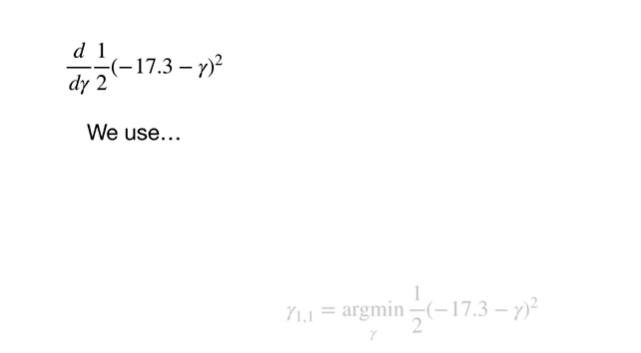 d/dγ 1/2 (−17.3 − γ)²
We use…
γ₁,₁ = argmin_γ 1/2 (−17.3 − γ)²